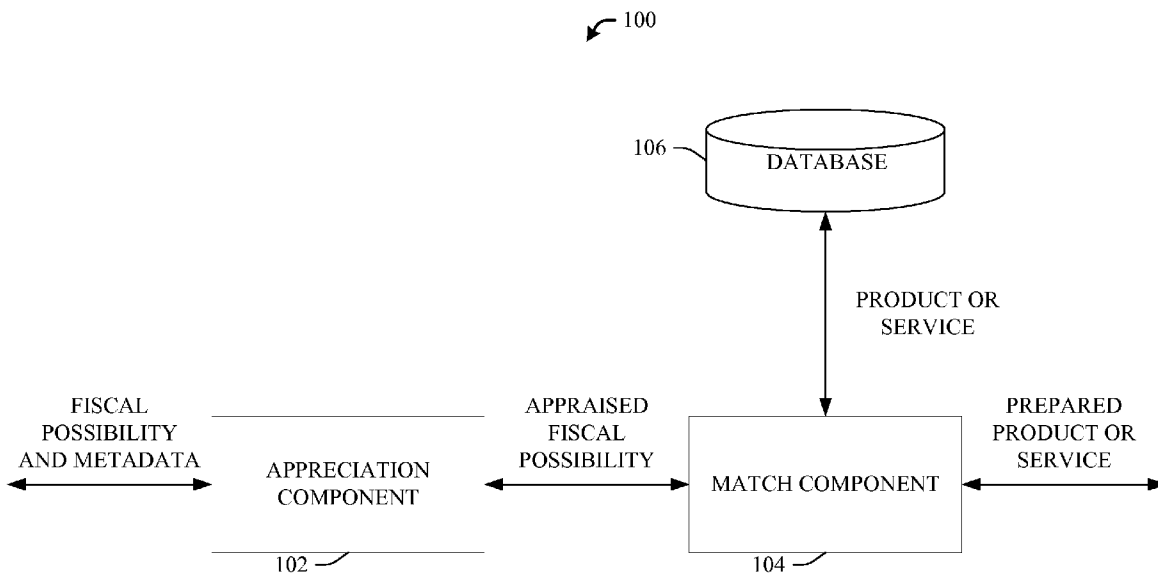 100
DATABASE
106
PRODUCT OR
SERVICE
FISCAL
POSSIBILITY
AND METADATA
APPRECIATION
COMPONENT
102
APPRAISED
FISCAL
POSSIBILITY
MATCH COMPONENT
104
PREPARED
PRODUCT OR
SERVICE